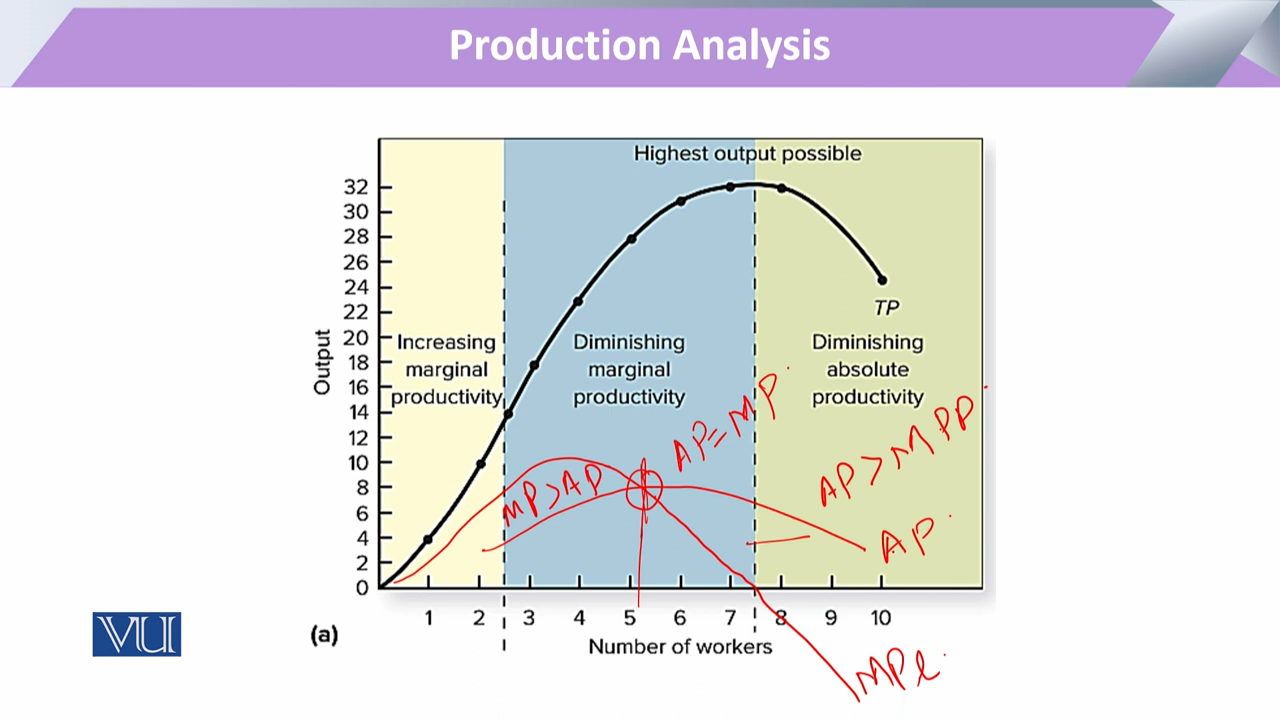 Production Analysis
Highest output possible
32
30
28
26
24
22
20
18
16
14
12
10
8
6
4
2
0
Output
TP
Increasing
marginal
productivity
Diminishing
marginal
productivity
Diminishing
absolute
productivity
AP=MP
MP>AP
AP>MPP
AP
1 2 3 4 5 6 7 8 9 10
Number of workers
(a)
VU
MPL